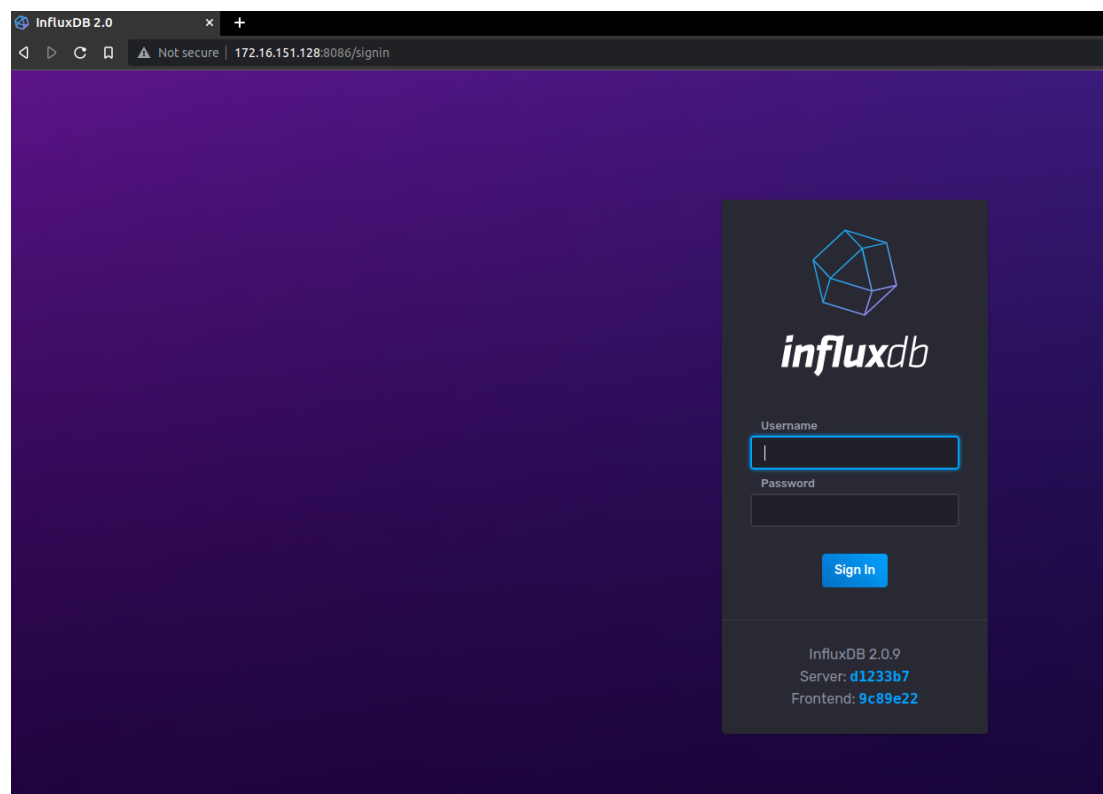 InfluxDB 2.0
Not secure | 172.16.151.128:8086/signin
influxdb
Username
Password
Sign In
InfluxDB 2.0.9
Server: d1233b7
Frontend: 9c89e22